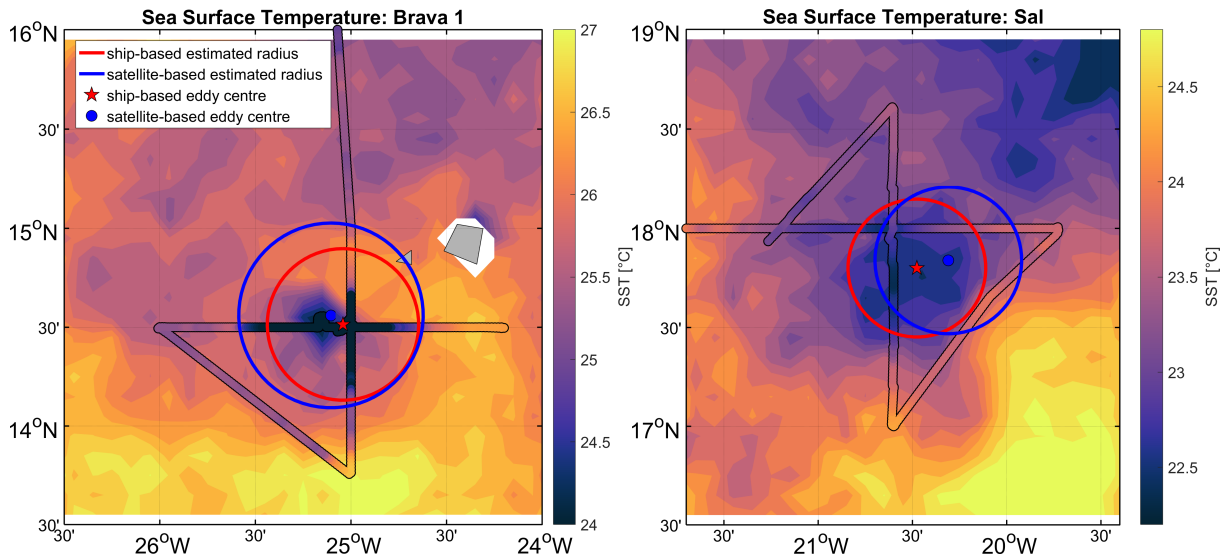 Sea Surface Temperature: Brava 1
16°N
30'
15°N
30'
14°N
30'
30'
26°W
30'
25°W
30'
24°W
ship-based estimated radius
satellite-based estimated radius
ship-based eddy centre
satellite-based eddy centre
27
26.5
26
25.5
25
24.5
24
SST [°C]
Sea Surface Temperature: Sal
19°N
30'
18°N
30'
17°N
30'
30'
21°W
30'
20°W
30'
24.5
24
23.5
23
22.5
SST [°C]